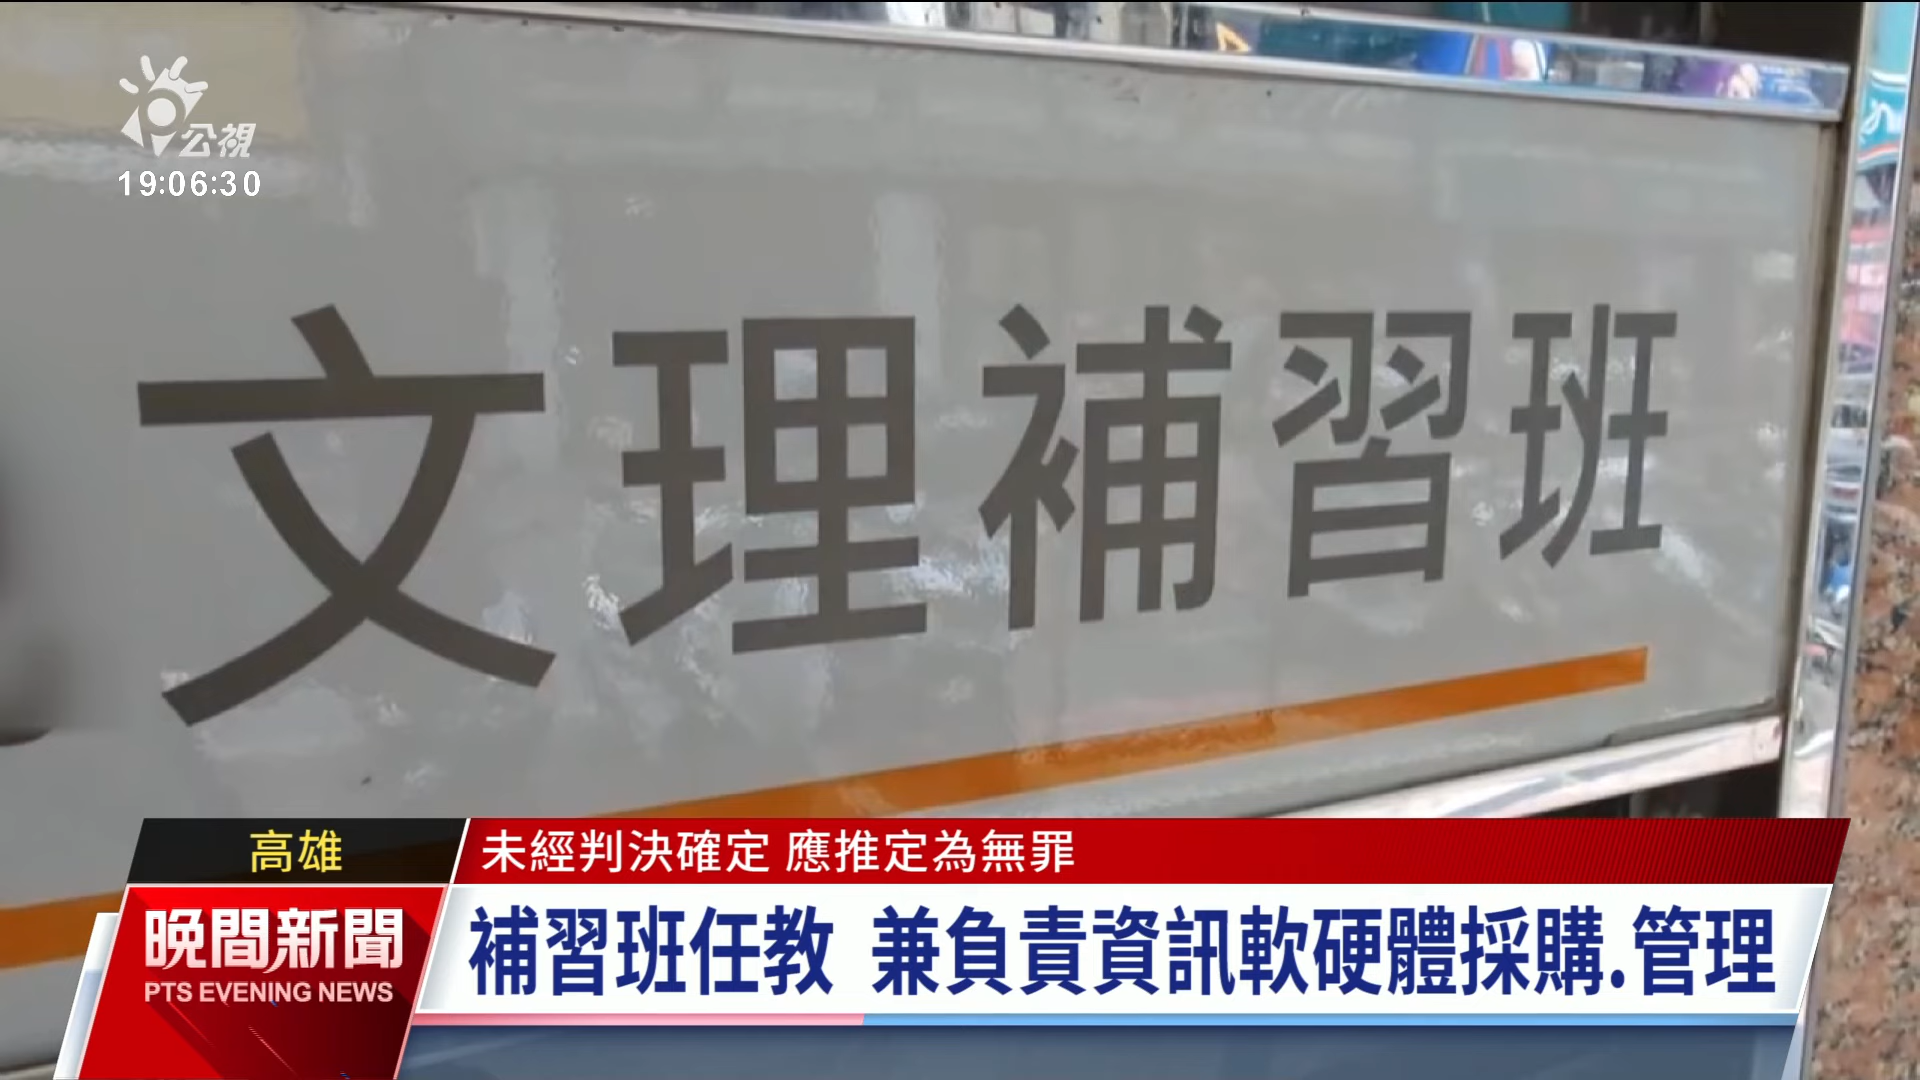 公視
19:06:30
文理補習班
高雄
未經判決確定 應推定為無罪
晚間新聞
PTS EVENING NEWS
補習班任教 兼負責資訊軟硬體採購.管理